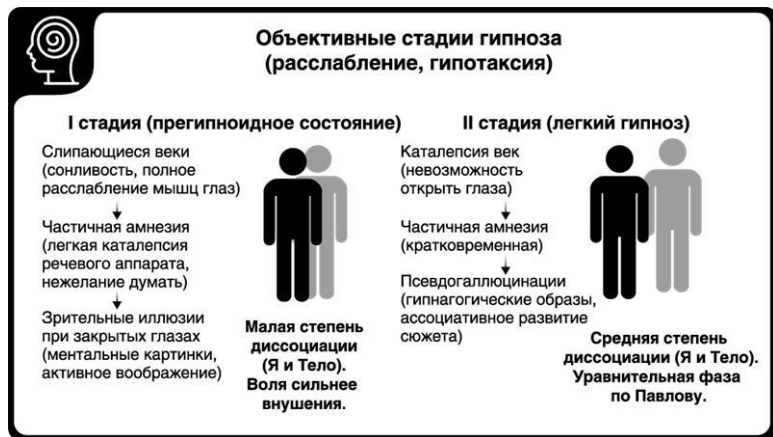 Объективные стадии гипноза
(расслабление, гипотаксия)
I стадия (прегипноидное состояние)
Слипающиеся веки
(сонливость, полное
расслабление мышц глаз)
Частичная амнезия
(легкая каталепсия
речевого аппарата,
нежелание думать)
Зрительные иллюзии
при закрытых глазах
(ментальные картинки,
активное воображение)
Малая степень
диссоциации
(Я и Тело).
Воля сильнее
внушения.
II стадия (легкий гипноз)
Каталепсия век
(невозможность
открыть глаза)
Частичная амнезия
(кратковременная)
Псевдогаллюцинации
(гипнагогические образы,
ассоциативное развитие
сюжета)
Средняя степень
диссоциации (Я и Тело).
Уравнительная фаза
по Павлову.